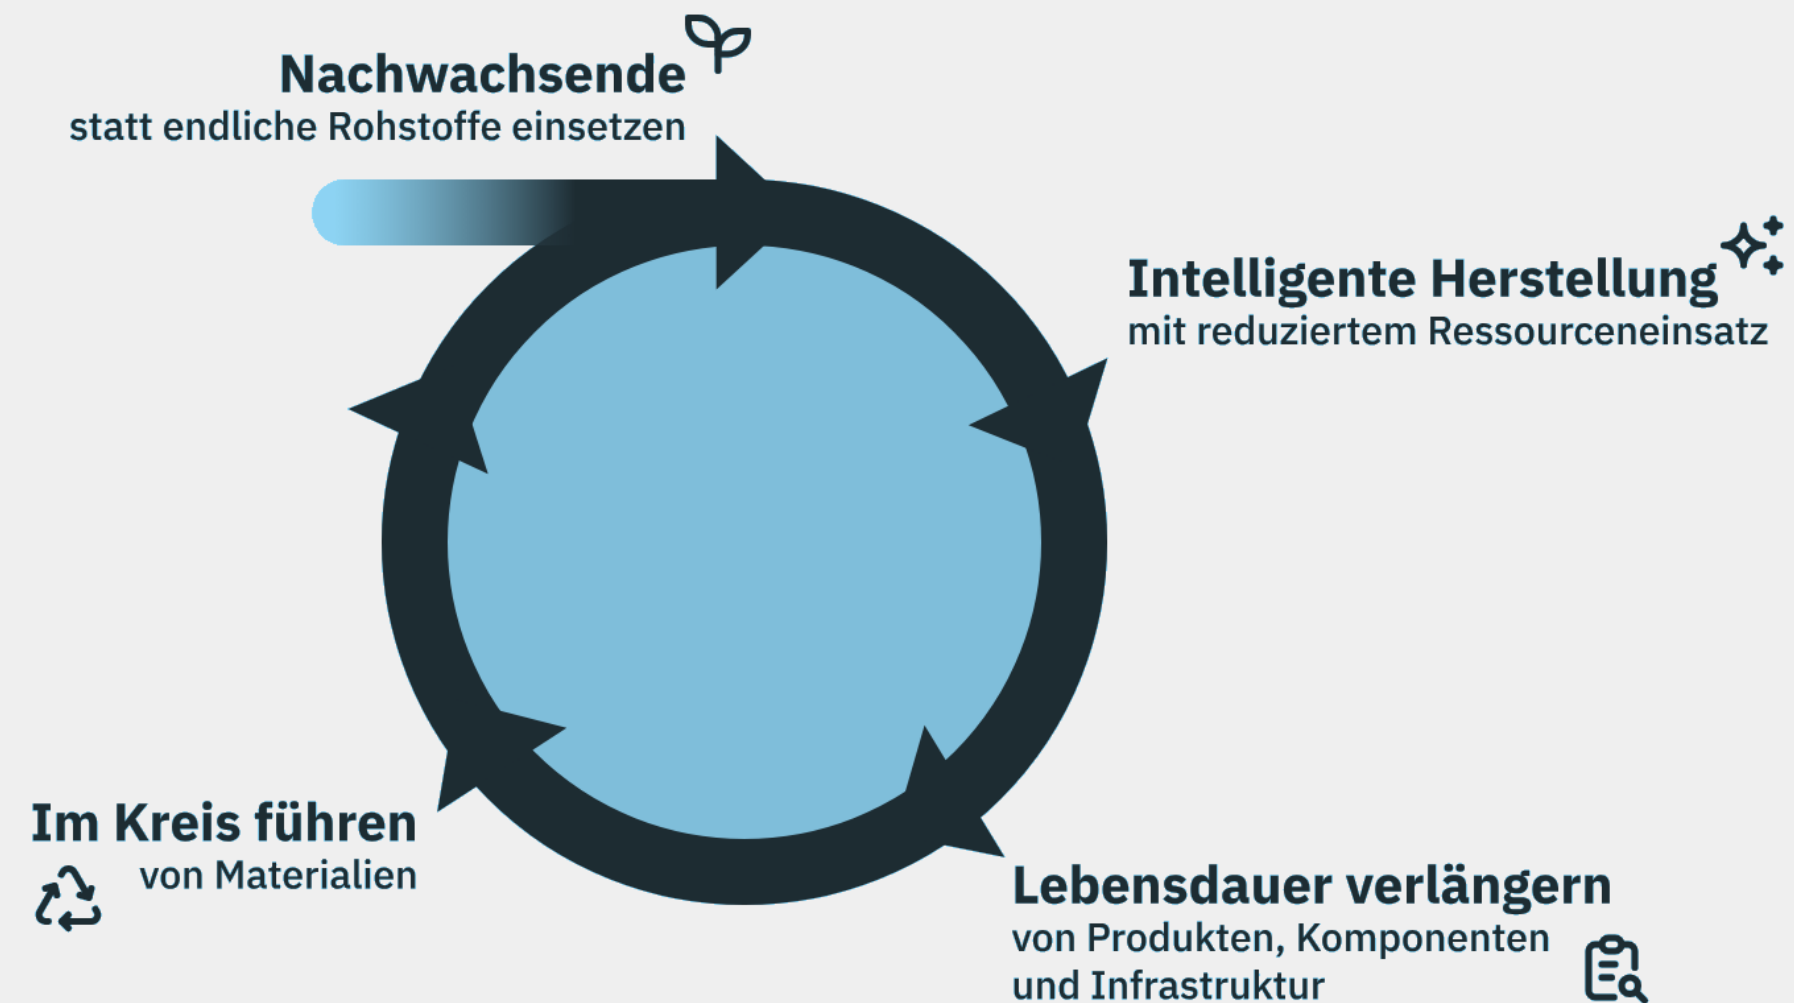 Nachwachsende
statt endliche Rohstoffe einsetzen
Intelligente Herstellung
mit reduziertem Ressourceneinsatz
Lebensdauer verlängern
von Produkten, Komponenten
und Infrastruktur
Im Kreis führen
von Materialien